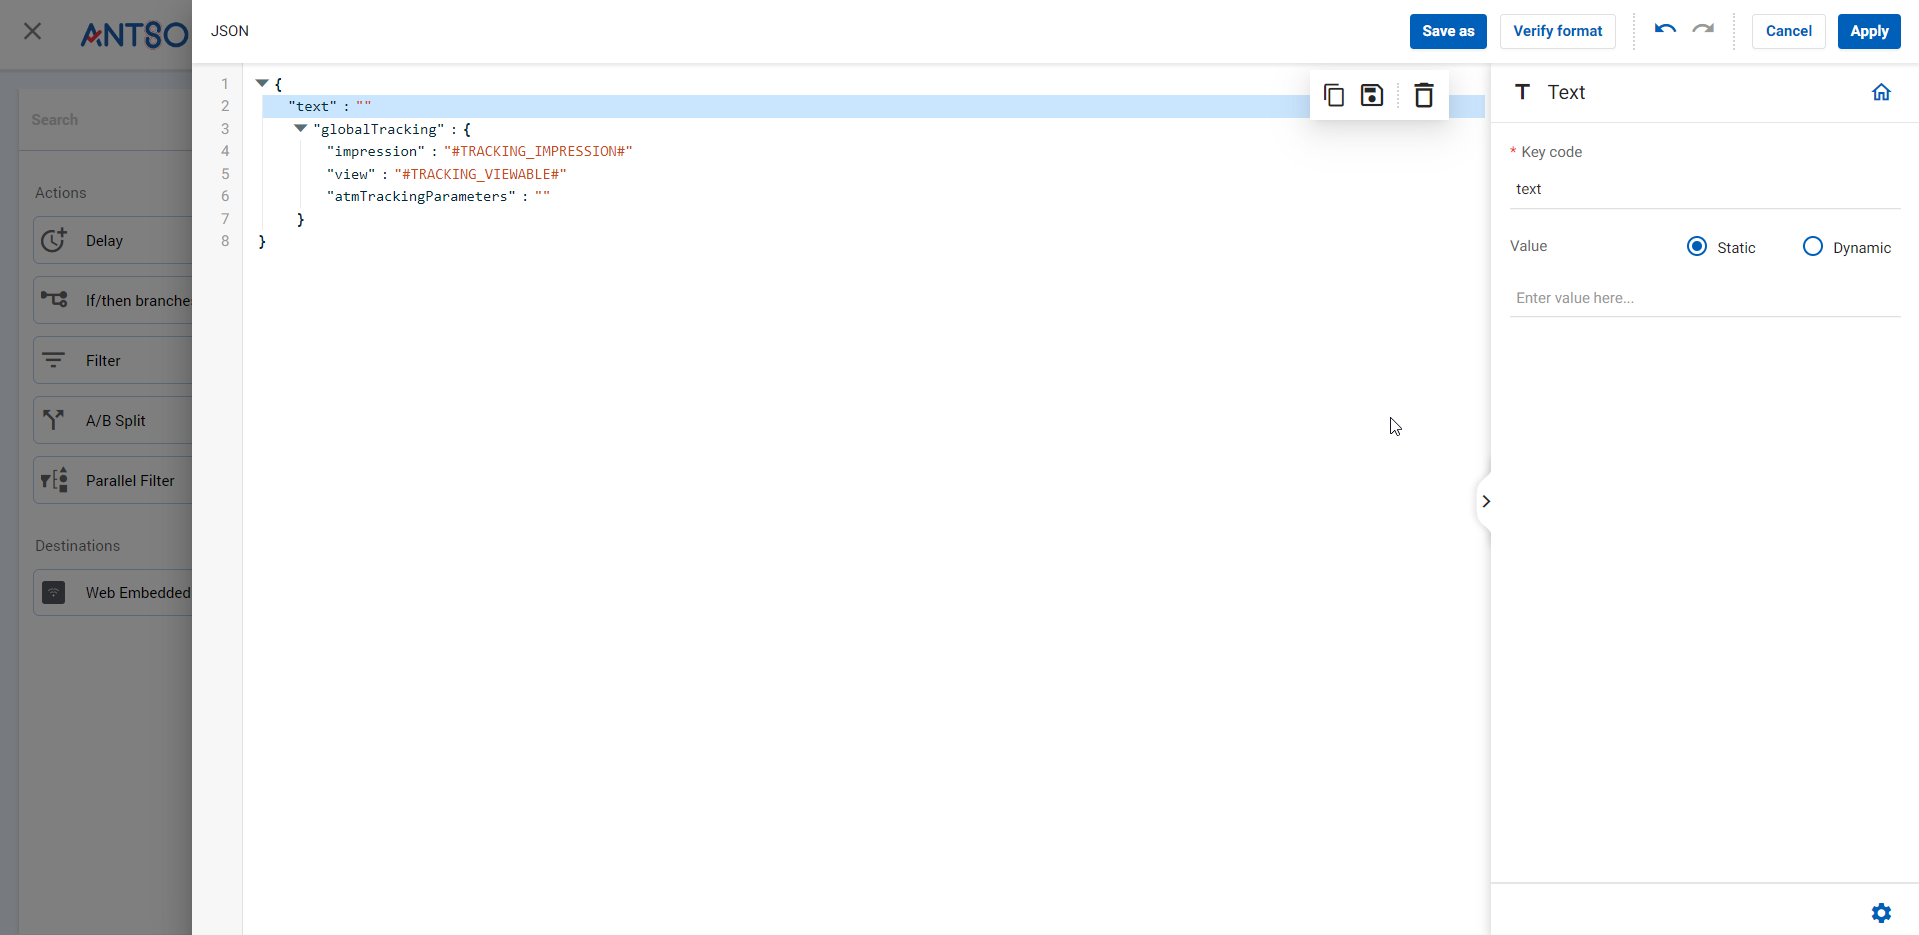 ANTSO
JSON
Save as
Verify format
Cancel
Apply
Search
Actions
Delay
If/then branche
Filter
A/B Split
Parallel Filter
Destinations
Web Embedded
1 {
2 "text" : ""
3 "globalTracking" : {
4 "impression" : "#TRACKING_IMPRESSION#"
5 "view" : "#TRACKING_VIEWABLE#"
6 "atmTrackingParameters" : ""
7 }
8 }
T Text
* Key code
text
Value
Static
Dynamic
Enter value here...